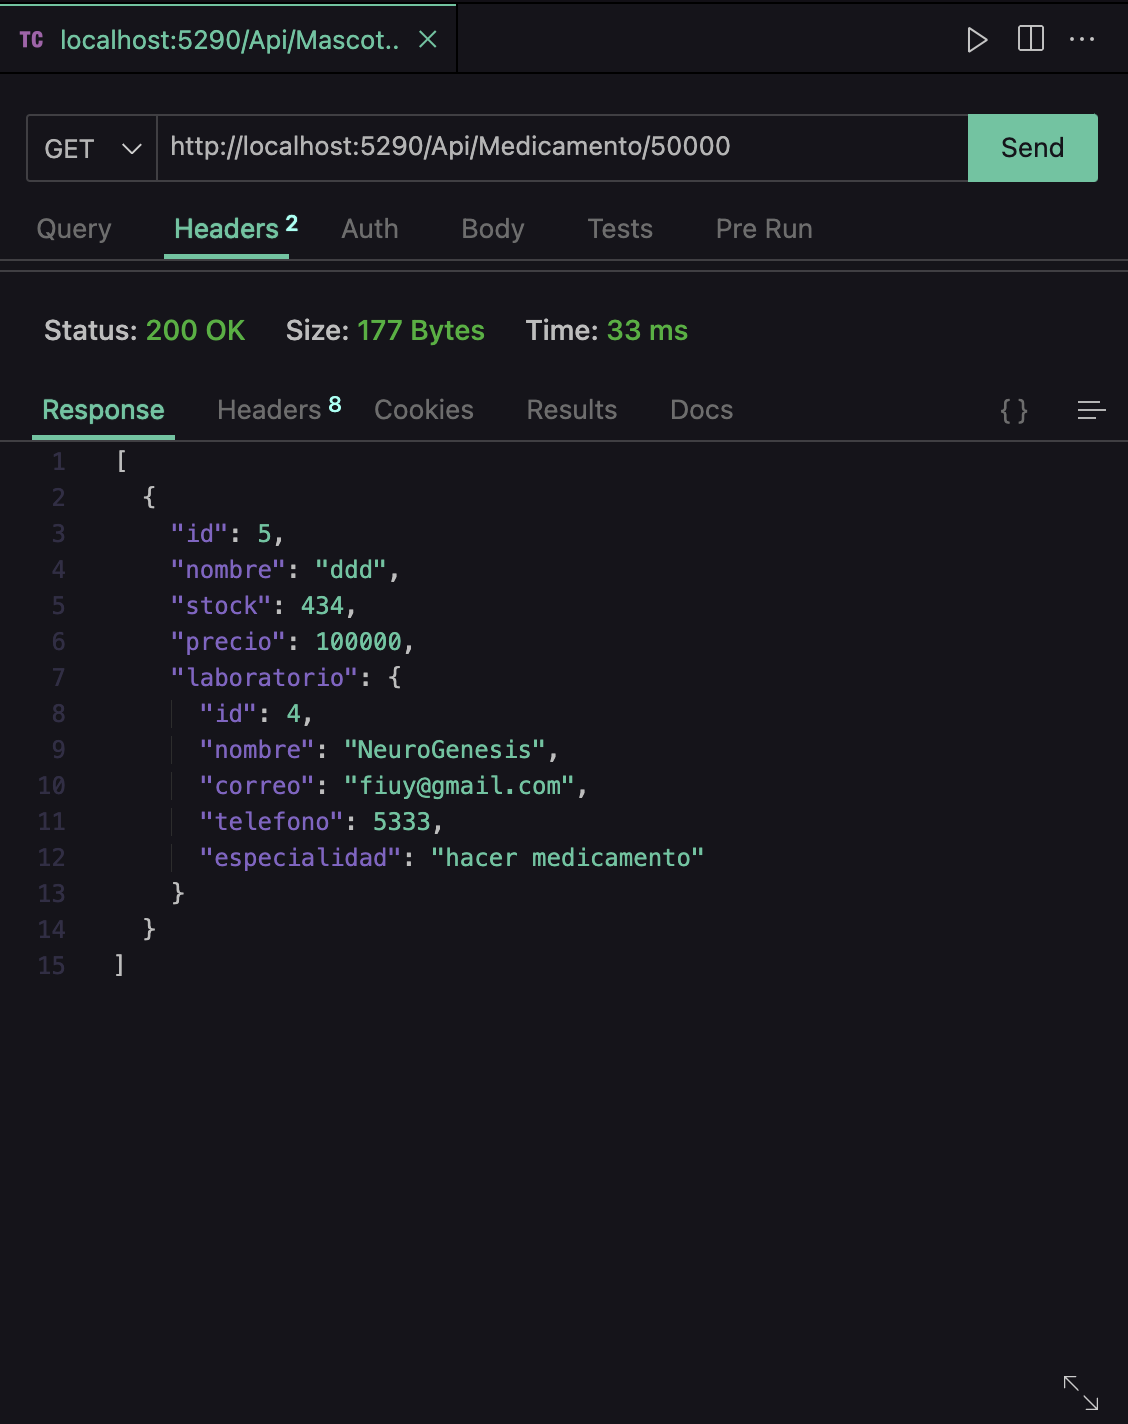 TC localhost:5290/Api/Mascot..
GET http://localhost:5290/Api/Medicamento/50000 Send
Query Headers 2 Auth Body Tests Pre Run
Status: 200 OK Size: 177 Bytes Time: 33 ms
Response Headers 8 Cookies Results Docs { }
1 [
2 {
3 "id": 5,
4 "nombre": "ddd",
5 "stock": 434,
6 "precio": 100000,
7 "laboratorio": {
8 "id": 4,
9 "nombre": "NeuroGenesis",
10 "correo": "fiuy@gmail.com",
11 "telefono": 5333,
12 "especialidad": "hacer medicamento"
13 }
14 }
15 ]